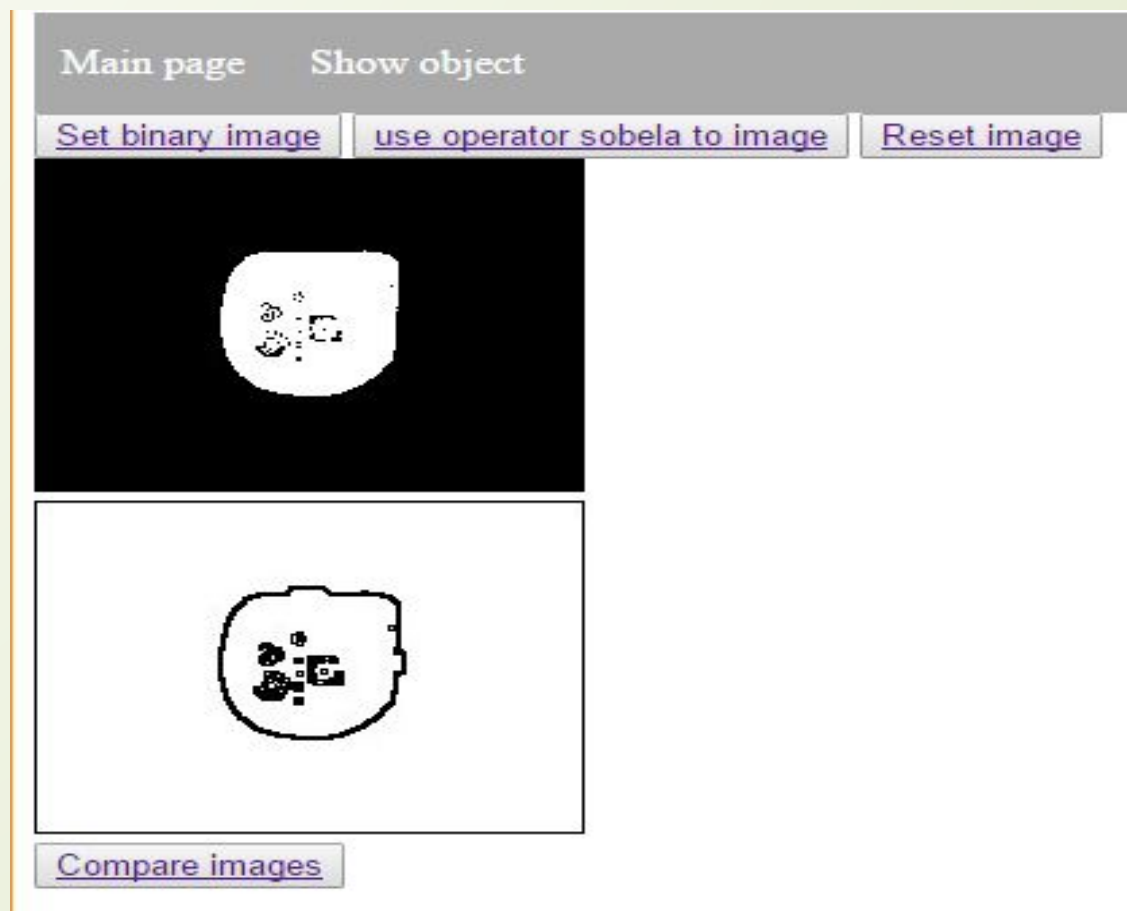 Main page Show object
Set binary image use operator sobela to image Reset image
Compare images